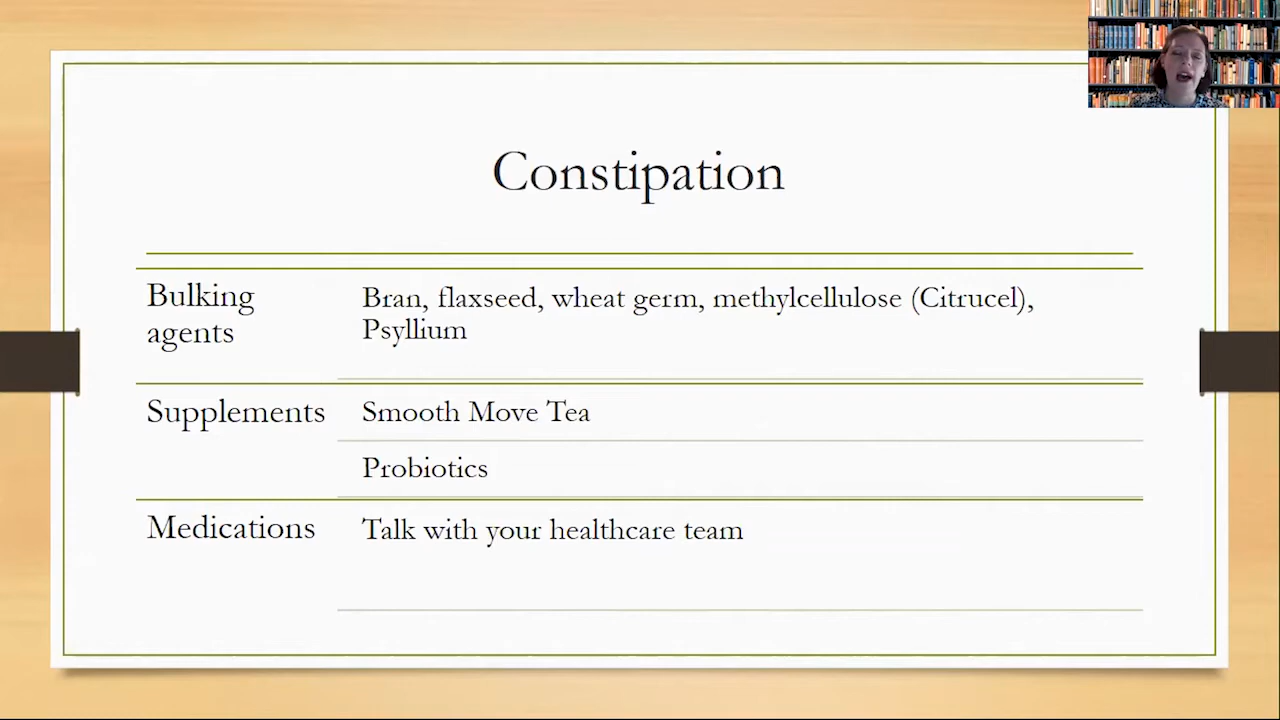 Constipation
Bulking
agents
Bran, flaxseed, wheat germ, methylcellulose (Citrucel),
Psyllium
Supplements
Smooth Move Tea
Probiotics
Medications
Talk with your healthcare team